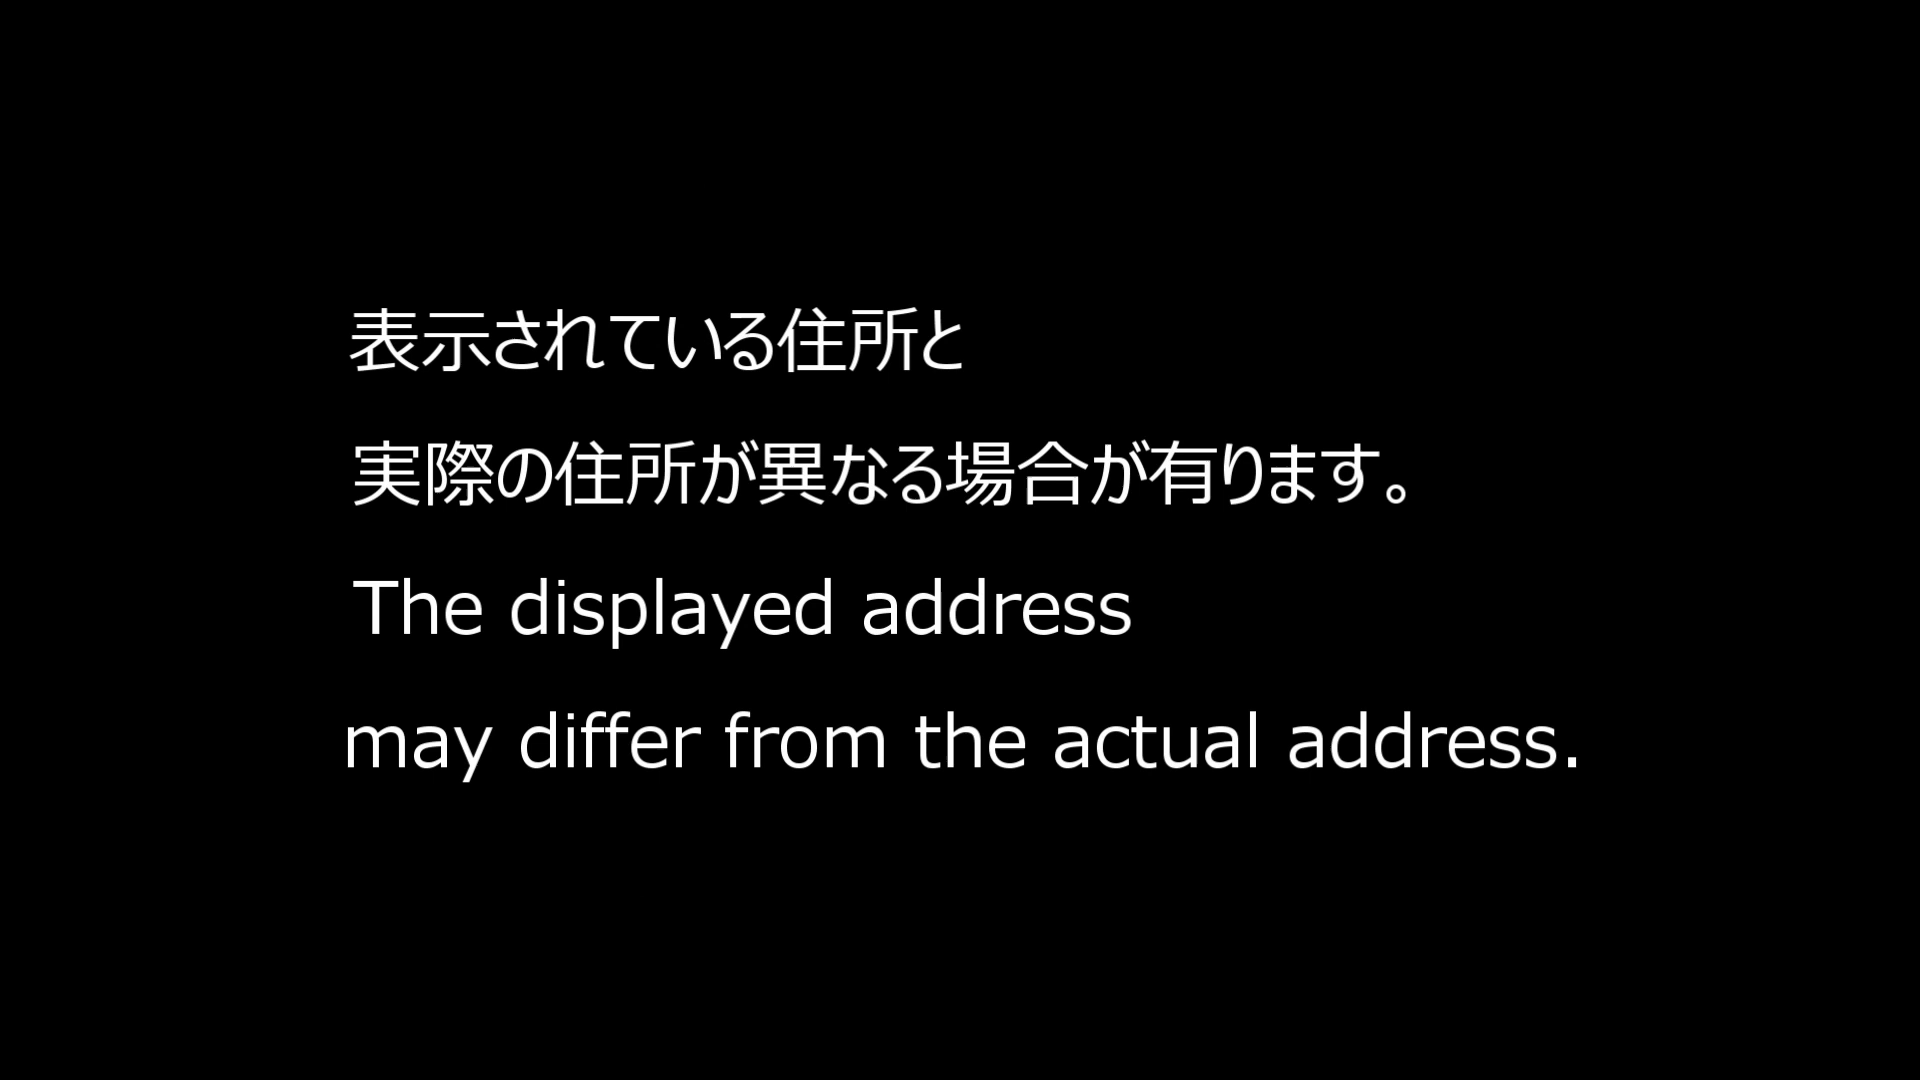 表示されている住所と
実際の住所が異なる場合が有ります。
The displayed address
may differ from the actual address.